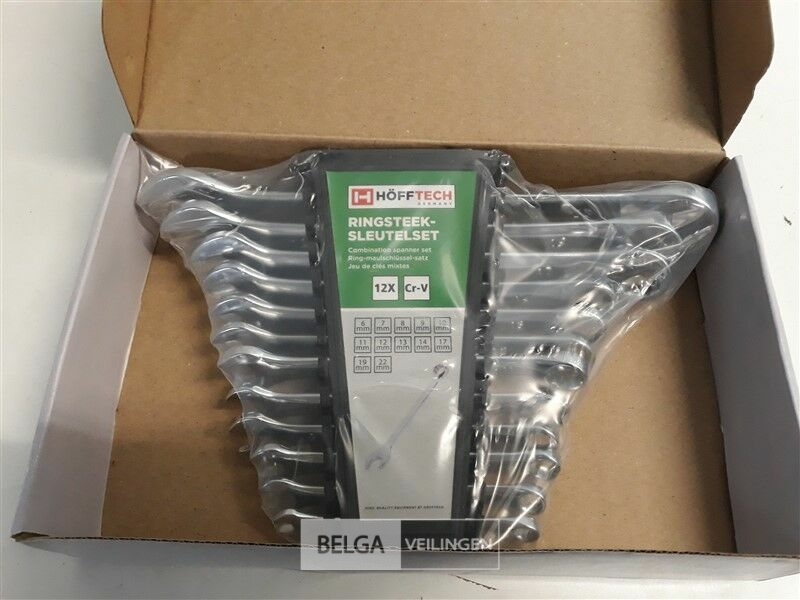 HÖFFTECH
GERMANY
RINGSTEEK-
SLEUTELSET
Combination spanner set
Ring-maulschlüssel-satz
Jeu de clés mixtes
12X Cr-V
6 mm 7 mm 8 mm 9 mm 10 mm
11 mm 12 mm 13 mm 14 mm 17 mm
19 mm 22 mm
BELGA VEILINGEN